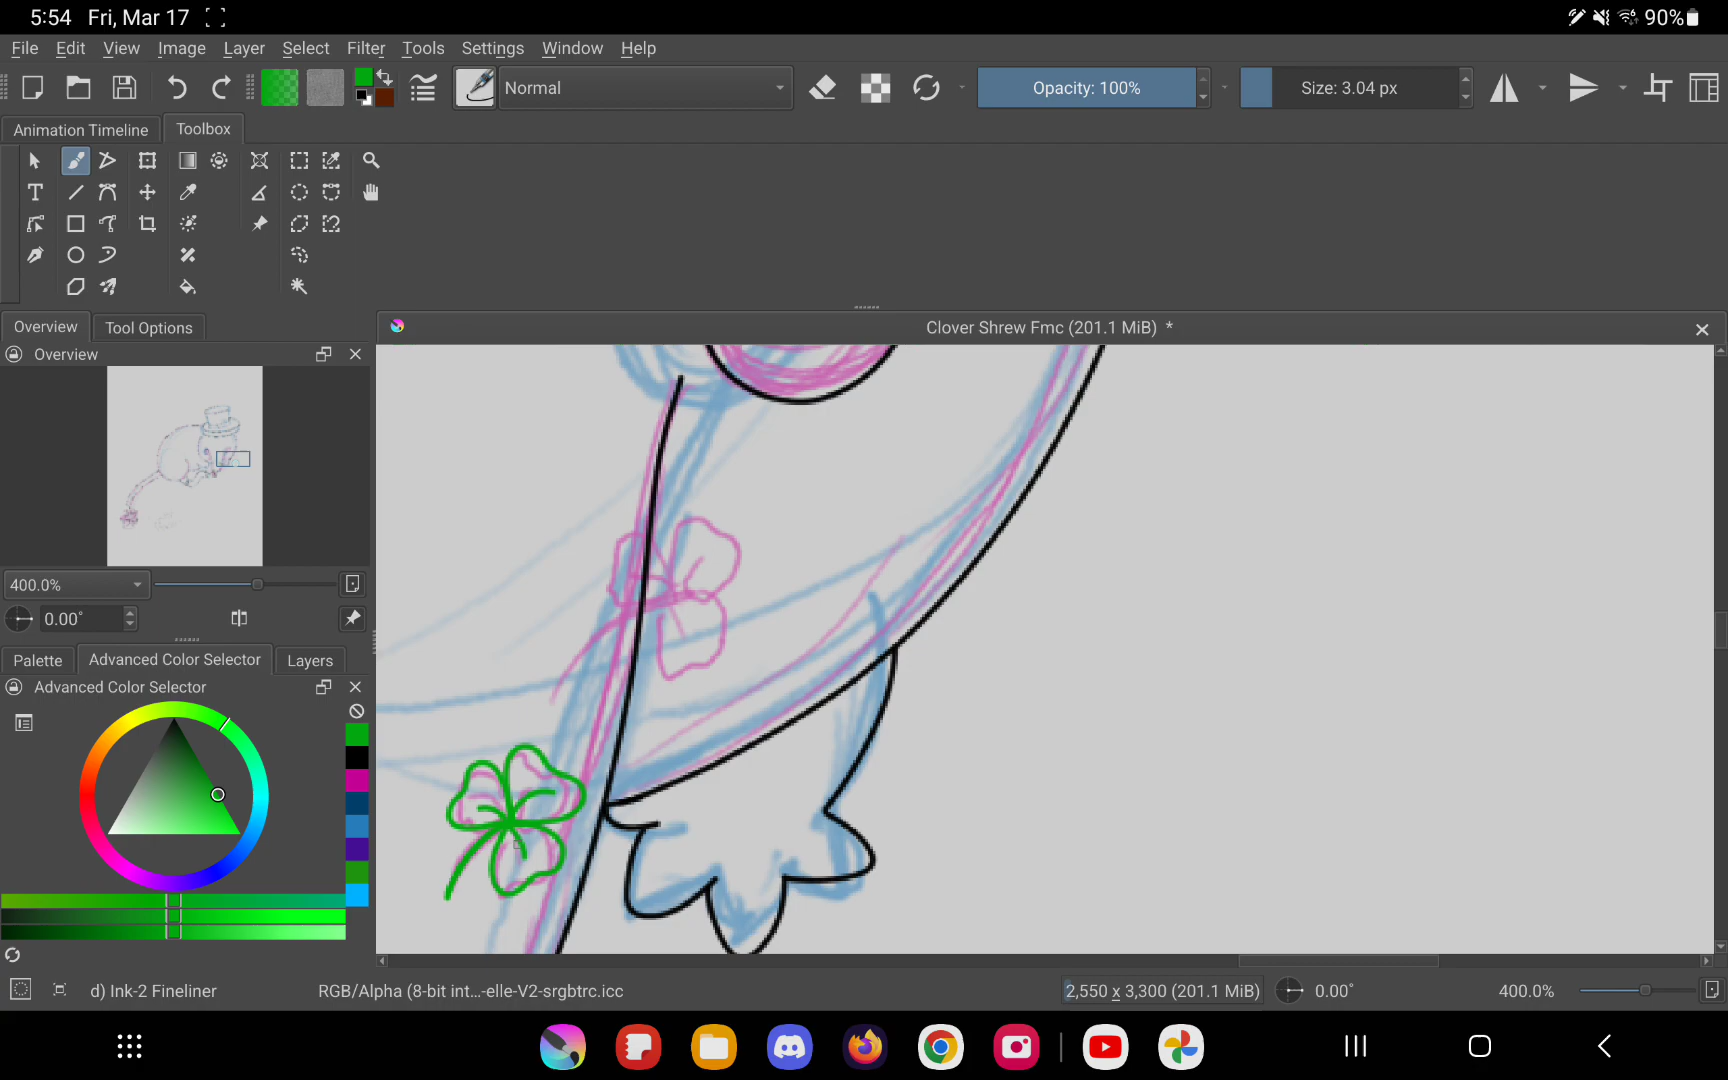 5:54 Fri, Mar 17 90%
File Edit View Image Layer Select Filter Tools Settings Window Help
Normal Opacity: 100% Size: 3.04 px
Animation Timeline Toolbox
Overview Tool Options
Clover Shrew Fmc (201.1 MiB) *
Overview
400.0%
0.00°
Palette Advanced Color Selector Layers
Advanced Color Selector
d) Ink-2 Fineliner RGB/Alpha (8-bit int...-elle-V2-srgbtrc.icc 2,550 x 3,300 (201.1 MiB) 0.00° 400.0%